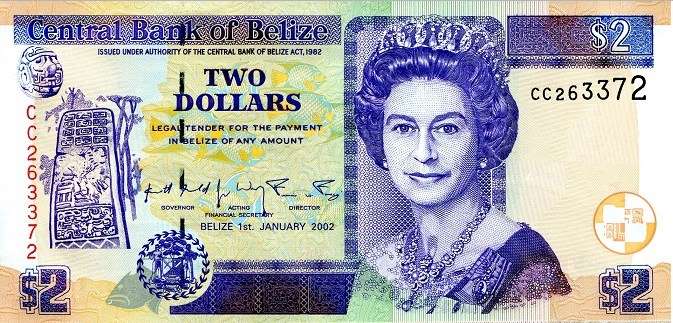 Central Bank of Belize
$2
ISSUED UNDER AUTHORITY OF THE CENTRAL BANK OF BELIZE ACT, 1982
TWO
DOLLARS
CC263372
LEGAL TENDER FOR THE PAYMENT
IN BELIZE OF ANY AMOUNT
CC263372
GOVERNOR ACTING DIRECTOR
FINANCIAL SECRETARY
BELIZE 1st. JANUARY 2002
$2
$2